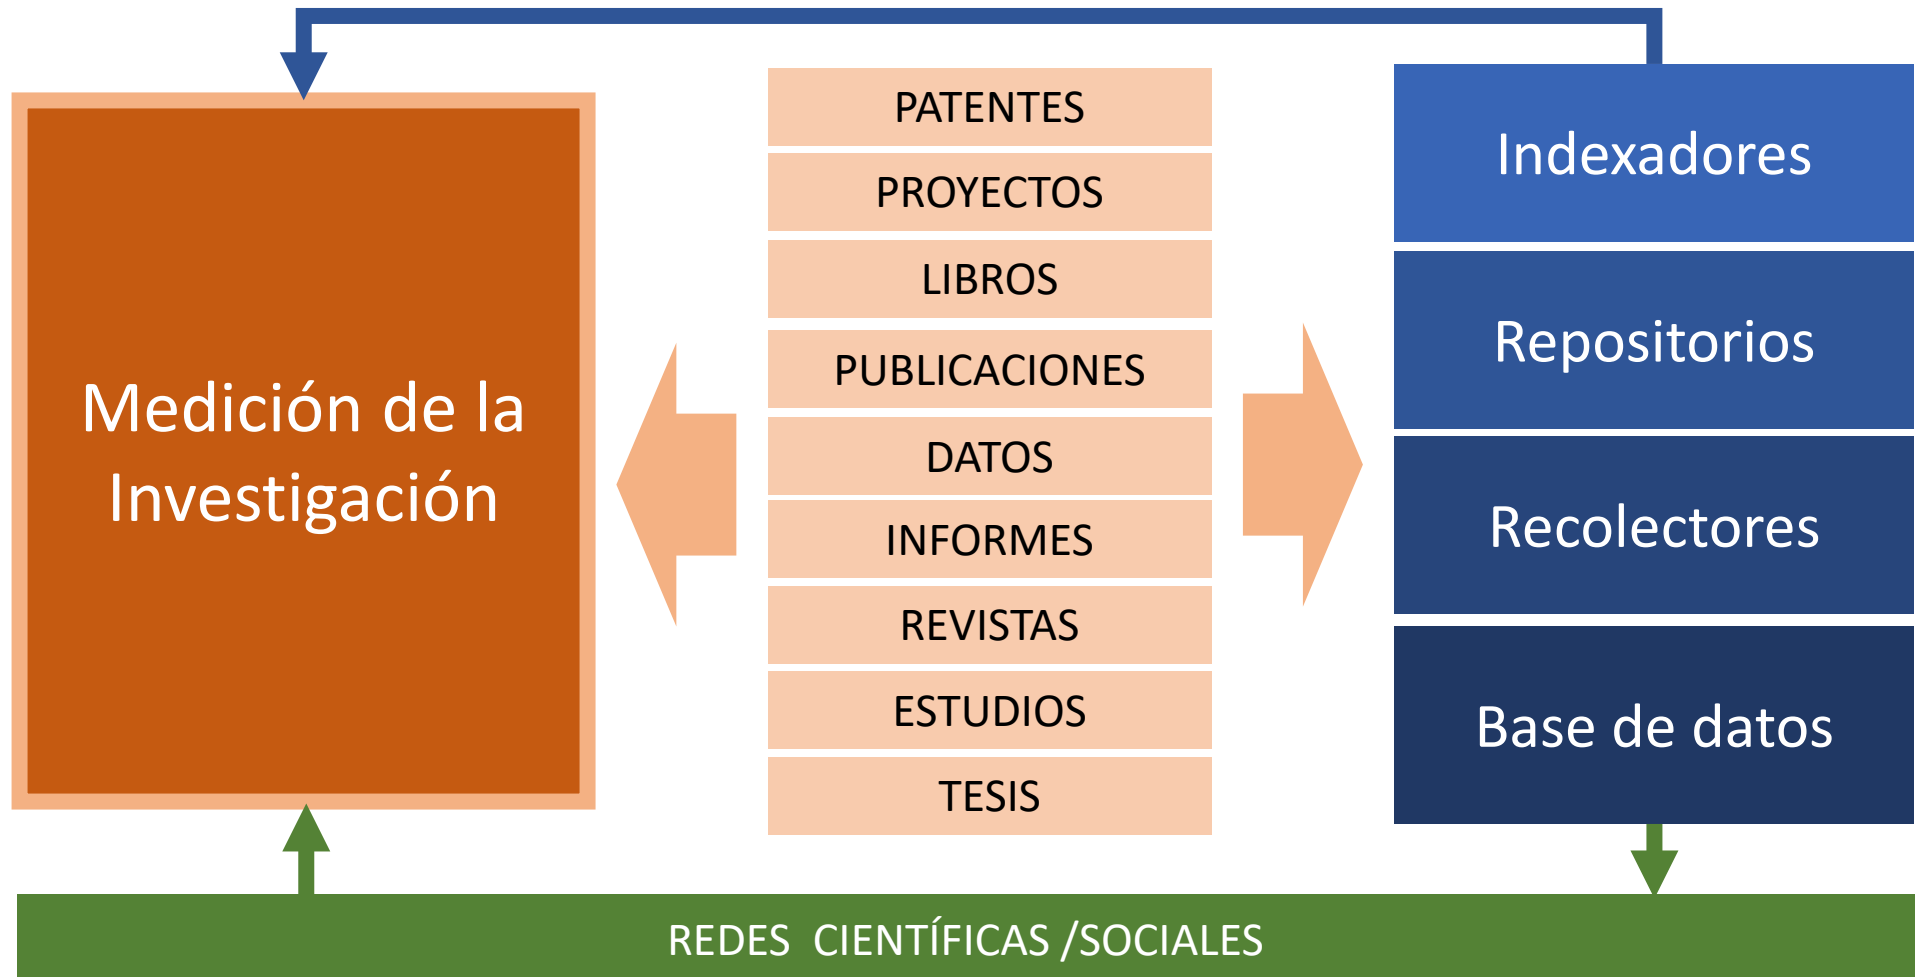 Medición de la
Investigación
PATENTES
PROYECTOS
LIBROS
PUBLICACIONES
DATOS
INFORMES
REVISTAS
ESTUDIOS
TESIS
Indexadores
Repositorios
Recolectores
Base de datos
REDES  CIENTÍFICAS /SOCIALES